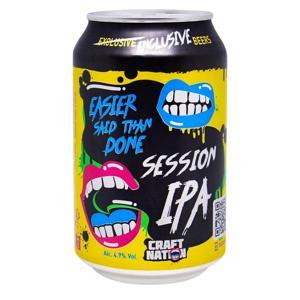 EXCLUSIVE INCLUSIVE BEERS
EASIER
SAID THAN
DONE
SESSION
IPA
CRAFT
NATION
Alc. 4.9% Vol.